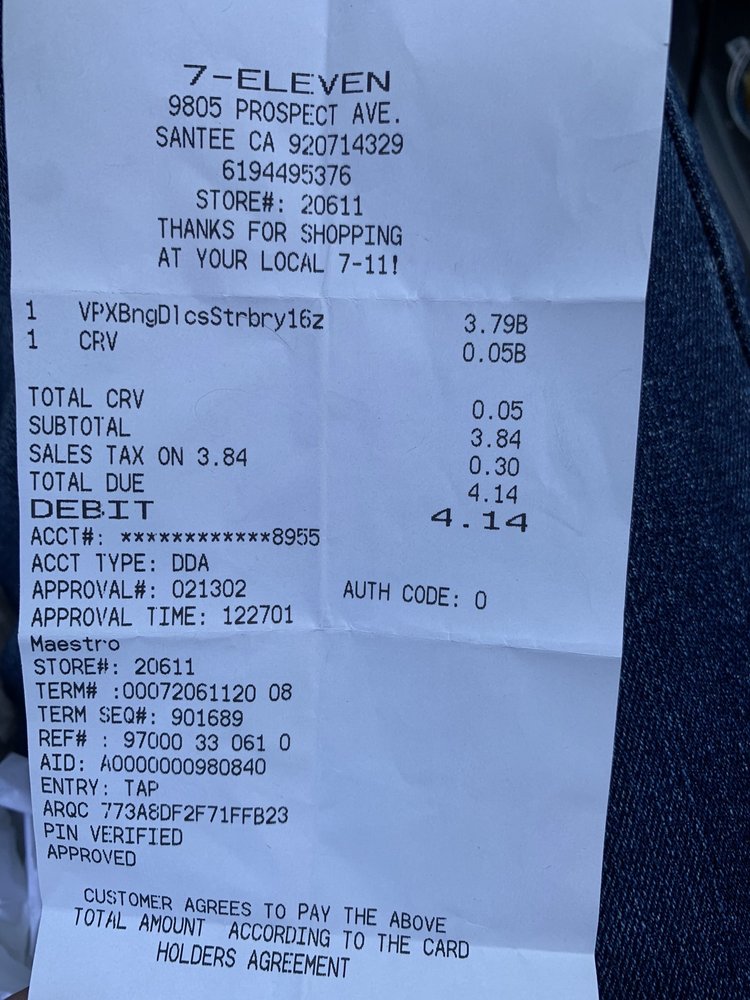 7-ELEVEN
9805 PROSPECT AVE.
SANTEE CA 920714329
6194495376
STORE#: 20611
THANKS FOR SHOPPING
AT YOUR LOCAL 7-11!
1 VPXBngDlcsStrbry16z 3.79B
1 CRV 0.05B
TOTAL CRV 0.05
SUBTOTAL 3.84
SALES TAX ON 3.84 0.30
TOTAL DUE 4.14
DEBIT 4.14
ACCT#: ************8955
ACCT TYPE: DDA
APPROVAL#: 021302 AUTH CODE: 0
APPROVAL TIME: 122701
Maestro
STORE#: 20611
TERM# :00072061120 08
TERM SEQ#: 901689
REF# : 97000 33 061 0
AID: A0000000980840
ENTRY: TAP
ARQC 773A8DF2F71FFB23
PIN VERIFIED
APPROVED
CUSTOMER AGREES TO PAY THE ABOVE
TOTAL AMOUNT ACCORDING TO THE CARD
HOLDERS AGREEMENT